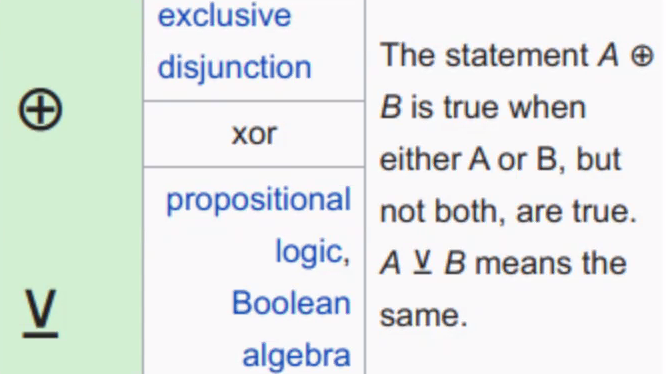 ⊕
⊻
exclusive
disjunction
xor
propositional
logic,
Boolean
algebra
The statement A ⊕
B is true when
either A or B, but
not both, are true.
A ⊻ B means the
same.